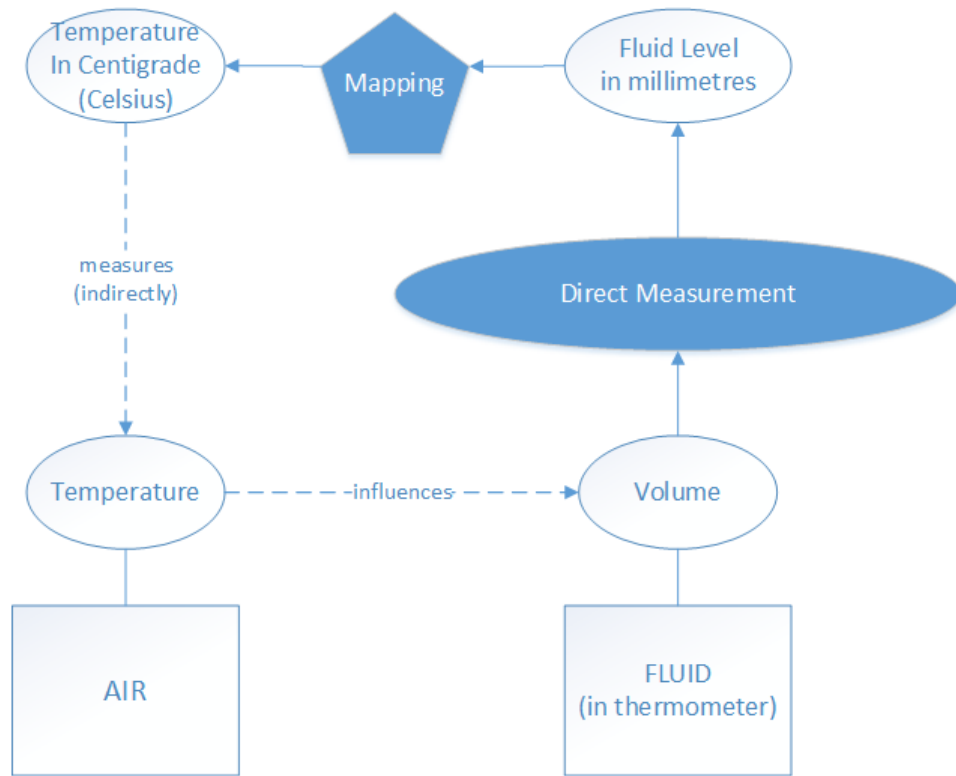 Temperature
In Centigrade
(Celsius)
Mapping
Fluid Level
in millimetres
measures
(indirectly)
Direct Measurement
Temperature
influences
Volume
AIR
FLUID
(in thermometer)